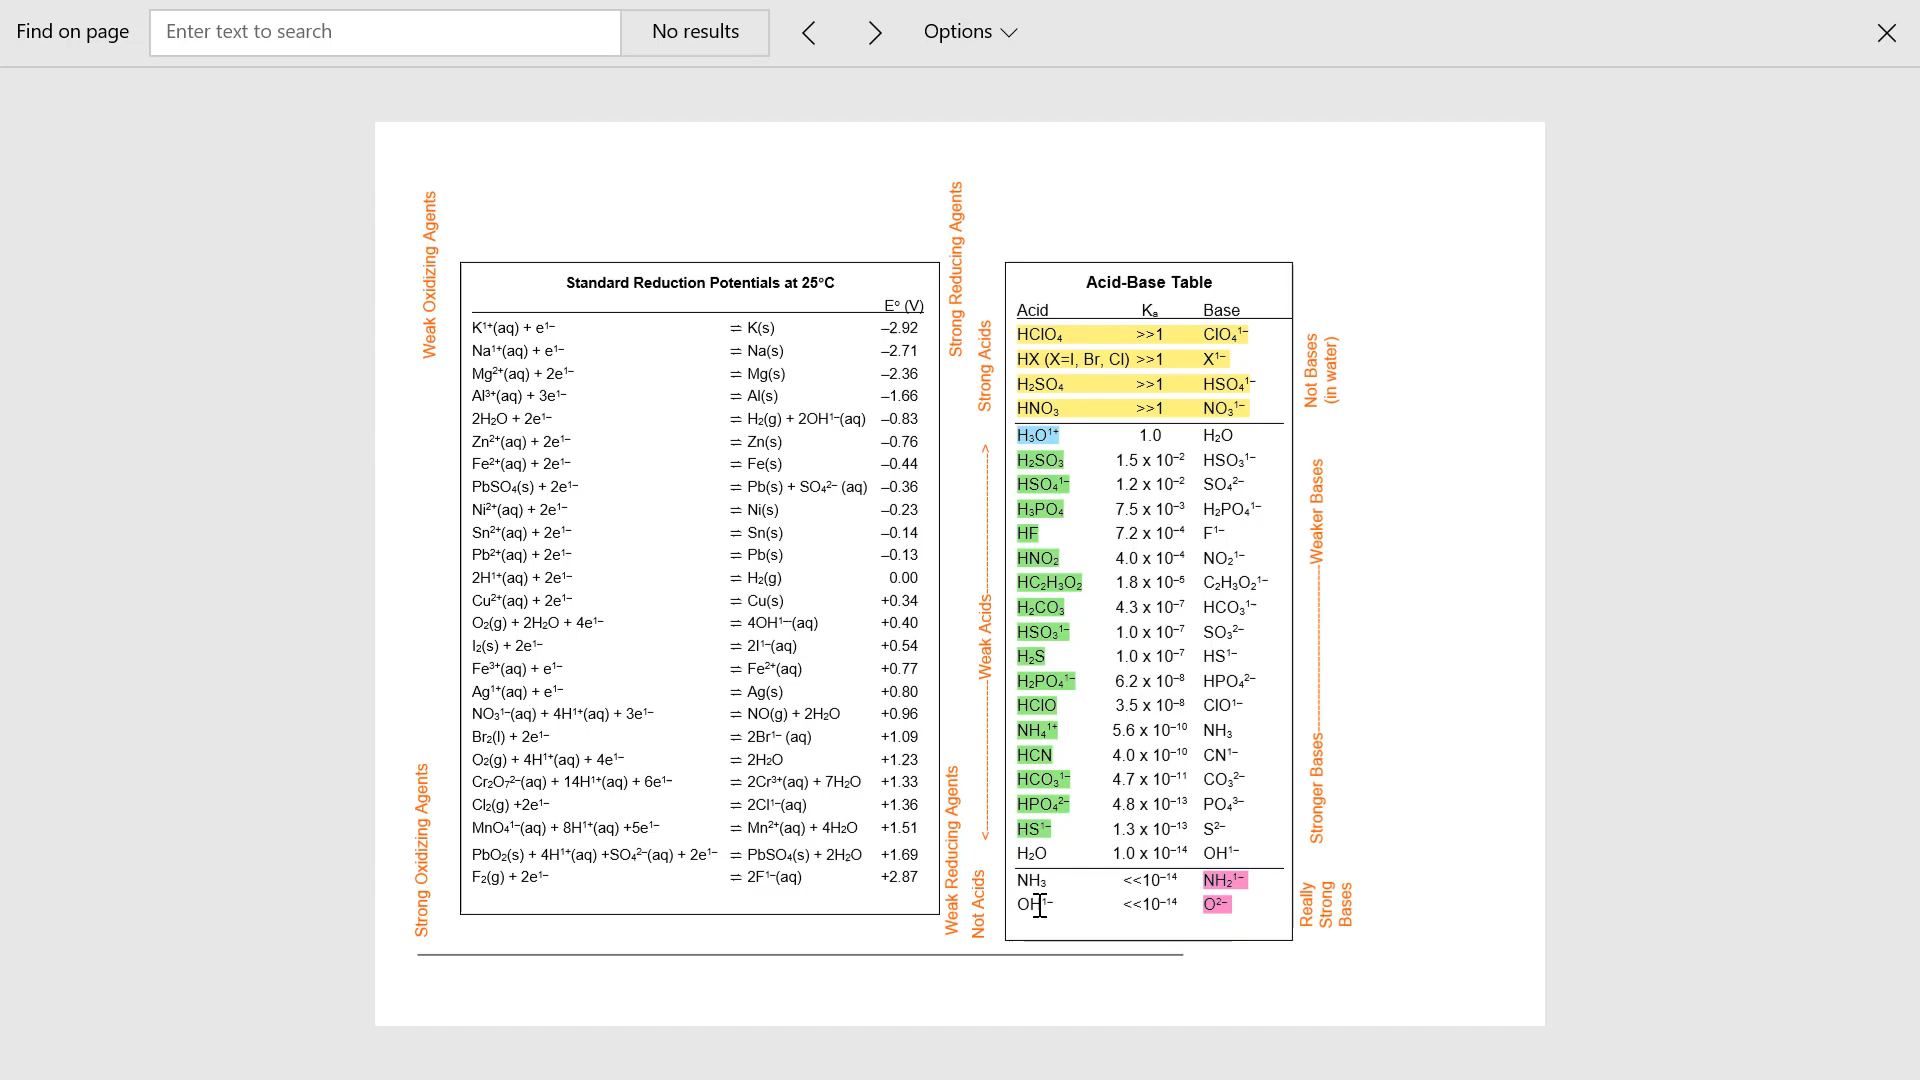 Find on page
Enter text to search
No results
Options
Weak Oxidizing Agents
Strong Oxidizing Agents
Standard Reduction Potentials at 25°C
E° (V)
K¹⁺(aq) + e¹⁻ ⇌ K(s) –2.92
Na¹⁺(aq) + e¹⁻ ⇌ Na(s) –2.71
Mg²⁺(aq) + 2e¹⁻ ⇌ Mg(s) –2.36
Al³⁺(aq) + 3e¹⁻ ⇌ Al(s) –1.66
2H₂O + 2e¹⁻ ⇌ H₂(g) + 2OH¹⁻(aq) –0.83
Zn²⁺(aq) + 2e¹⁻ ⇌ Zn(s) –0.76
Fe²⁺(aq) + 2e¹⁻ ⇌ Fe(s) –0.44
PbSO₄(s) + 2e¹⁻ ⇌ Pb(s) + SO₄²⁻ (aq) –0.36
Ni²⁺(aq) + 2e¹⁻ ⇌ Ni(s) –0.23
Sn²⁺(aq) + 2e¹⁻ ⇌ Sn(s) –0.14
Pb²⁺(aq) + 2e¹⁻ ⇌ Pb(s) –0.13
2H¹⁺(aq) + 2e¹⁻ ⇌ H₂(g) 0.00
Cu²⁺(aq) + 2e¹⁻ ⇌ Cu(s) +0.34
O₂(g) + 2H₂O + 4e¹⁻ ⇌ 4OH¹⁻(aq) +0.40
I₂(s) + 2e¹⁻ ⇌ 2I¹⁻(aq) +0.54
Fe³⁺(aq) + e¹⁻ ⇌ Fe²⁺(aq) +0.77
Ag¹⁺(aq) + e¹⁻ ⇌ Ag(s) +0.80
NO₃¹⁻(aq) + 4H¹⁺(aq) + 3e¹⁻ ⇌ NO(g) + 2H₂O +0.96
Br₂(l) + 2e¹⁻ ⇌ 2Br¹⁻ (aq) +1.09
O₂(g) + 4H¹⁺(aq) + 4e¹⁻ ⇌ 2H₂O +1.23
Cr₂O₇²⁻(aq) + 14H¹⁺(aq) + 6e¹⁻ ⇌ 2Cr³⁺(aq) + 7H₂O +1.33
Cl₂(g) +2e¹⁻ ⇌ 2Cl¹⁻(aq) +1.36
MnO₄¹⁻(aq) + 8H¹⁺(aq) +5e¹⁻ ⇌ Mn²⁺(aq) + 4H₂O +1.51
PbO₂(s) + 4H¹⁺(aq) +SO₄²⁻(aq) + 2e¹⁻ ⇌ PbSO₄(s) + 2H₂O +1.69
F₂(g) + 2e¹⁻ ⇌ 2F¹⁻(aq) +2.87
Strong Reducing Agents
Weak Reducing Agents
Strong Acids
<----------Weak Acids---------->
Not Acids
Acid-Base Table
Acid Kₐ Base
HClO₄ >>1 ClO₄¹⁻
HX (X=I, Br, Cl) >>1 X¹⁻
H₂SO₄ >>1 HSO₄¹⁻
HNO₃ >>1 NO₃¹⁻
H₃O¹⁺ 1.0 H₂O
H₂SO₃ 1.5 x 10⁻² HSO₃¹⁻
HSO₄¹⁻ 1.2 x 10⁻² SO₄²⁻
H₃PO₄ 7.5 x 10⁻³ H₂PO₄¹⁻
HF 7.2 x 10⁻⁴ F¹⁻
HNO₂ 4.0 x 10⁻⁴ NO₂¹⁻
HC₂H₃O₂ 1.8 x 10⁻⁵ C₂H₃O₂¹⁻
H₂CO₃ 4.3 x 10⁻⁷ HCO₃¹⁻
HSO₃¹⁻ 1.0 x 10⁻⁷ SO₃²⁻
H₂S 1.0 x 10⁻⁷ HS¹⁻
H₂PO₄¹⁻ 6.2 x 10⁻⁸ HPO₄²⁻
HClO 3.5 x 10⁻⁸ ClO¹⁻
NH₄¹⁺ 5.6 x 10⁻¹⁰ NH₃
HCN 4.0 x 10⁻¹⁰ CN¹⁻
HCO₃¹⁻ 4.7 x 10⁻¹¹ CO₃²⁻
HPO₄²⁻ 4.8 x 10⁻¹³ PO₄³⁻
HS¹⁻ 1.3 x 10⁻¹³ S²⁻
H₂O 1.0 x 10⁻¹⁴ OH¹⁻
NH₃ <<10⁻¹⁴ NH₂¹⁻
OH¹⁻ <<10⁻¹⁴ O²⁻
Not Bases
(in water)
Stronger Bases----------Weaker Bases
Really
Strong
Bases